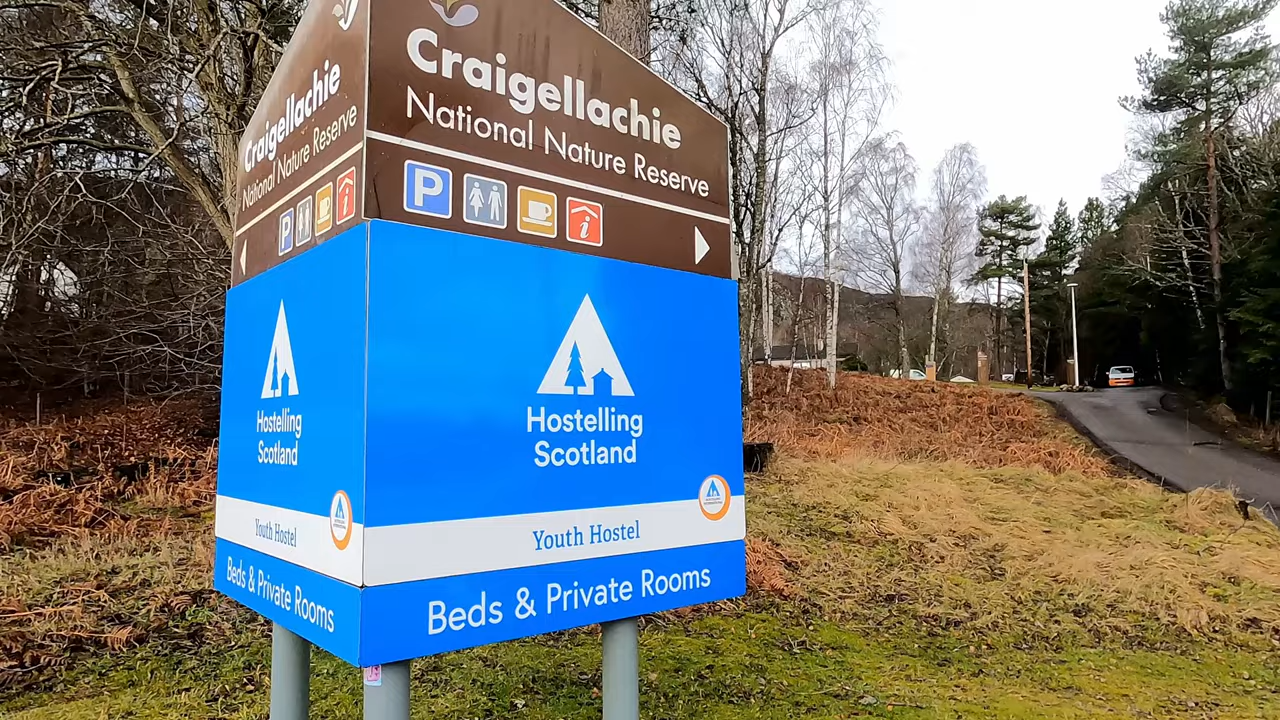 Craigellachie
National Nature Reserve
P
i
Hostelling
Scotland
Youth Hostel
Beds & Private Rooms
Craigellachie
National Nature Reserve
P
i
Hostelling
Scotland
Youth Hostel
Beds & Private Rooms